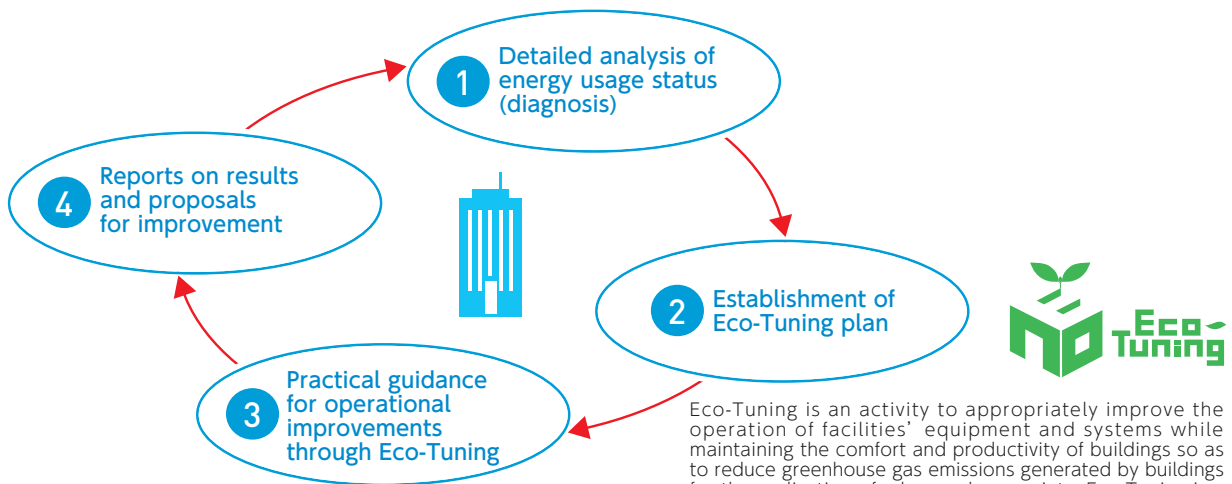 1
Detailed analysis of
energy usage status
(diagnosis)
4
Reports on results
and proposals
for improvement
2
Establishment of
Eco-Tuning plan
3
Practical guidance
for operational
improvements
through Eco-Tuning
Eco-
Tuning
Eco-Tuning is an activity to appropriately improve the
operation of facilities’ equipment and systems while
maintaining the comfort and productivity of buildings so as
to reduce greenhouse gas emissions generated by buildings